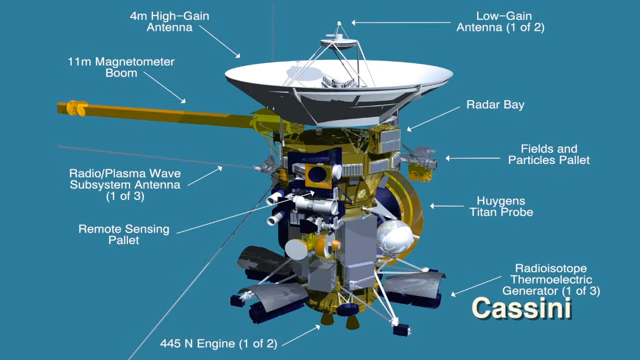 4m High-Gain
Antenna
Low-Gain
Antenna (1 of 2)
11m Magnetometer
Boom
Radar Bay
Fields and
Particles Pallet
Radio/Plasma Wave
Subsystem Antenna
(1 of 3)
Huygens
Titan Probe
Remote Sensing
Pallet
Radioisotope
Thermoelectric
Generator (1 of 3)
Cassini
445 N Engine (1 of 2)